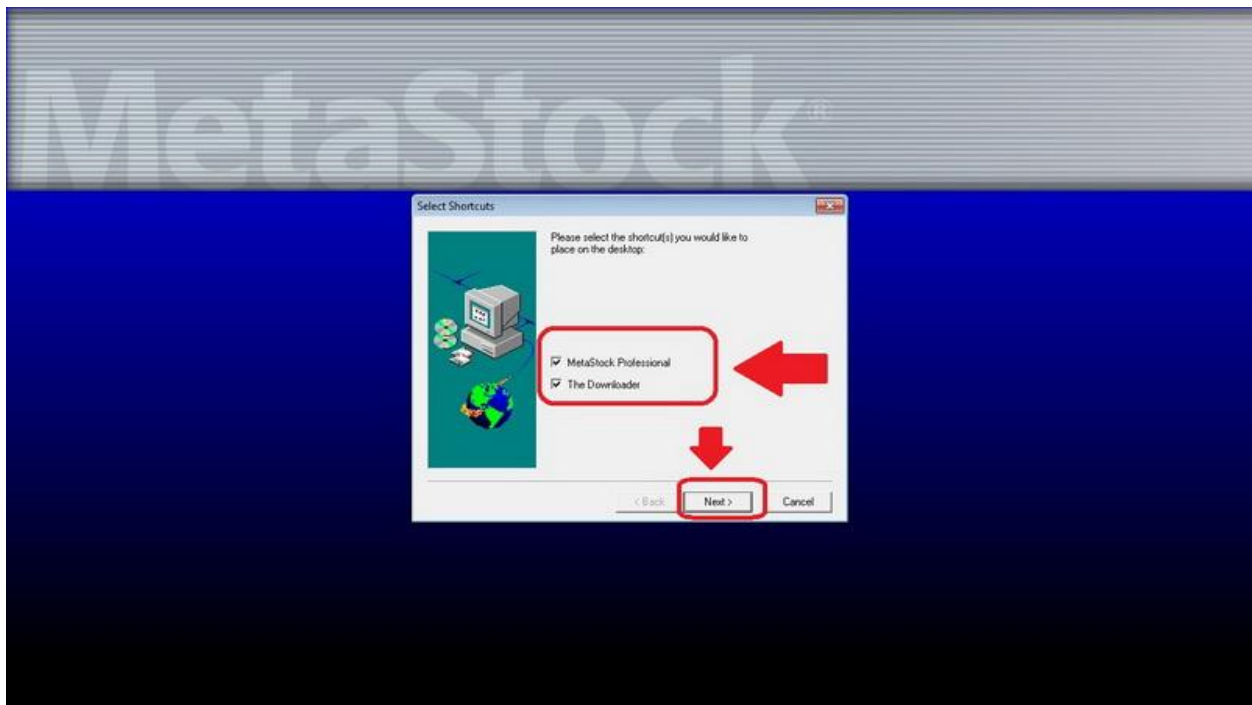 MetaStock®
Select Shortcuts
Please select the shortcut(s) you would like to
place on the desktop:
MetaStock Professional
The Downloader
< Back Next > Cancel